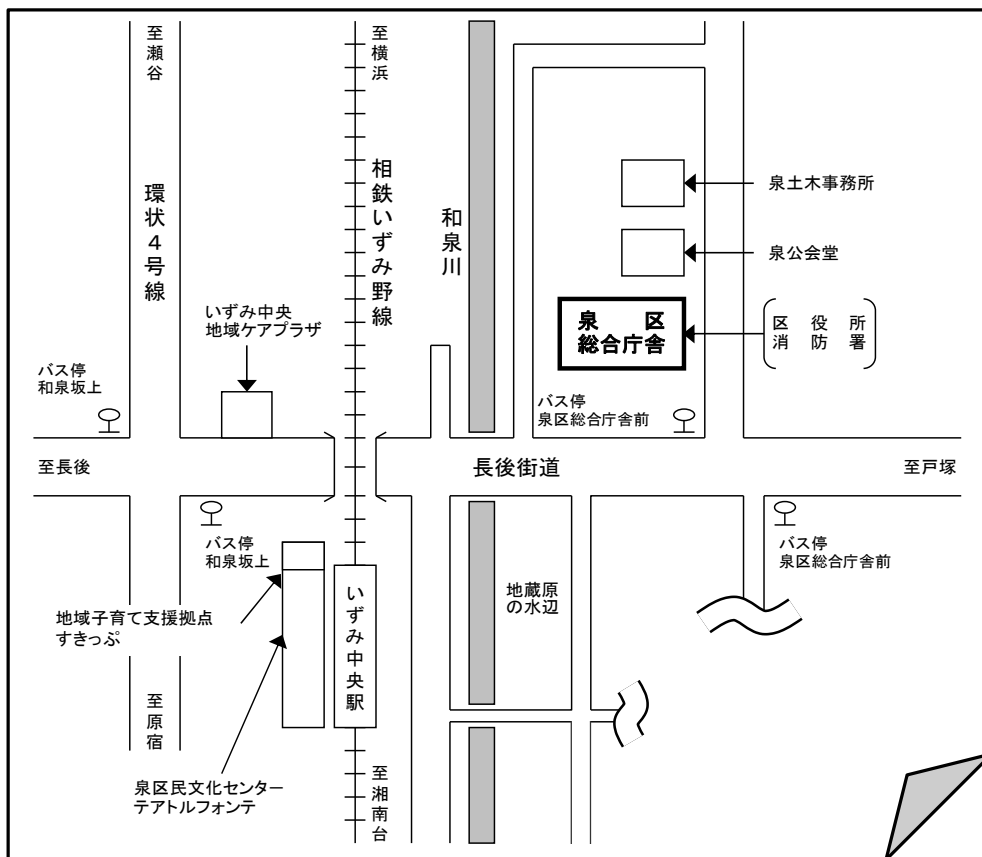 至瀬谷
至横浜
環状4号線
相鉄いずみ野線
和泉川
泉土木事務所
泉公会堂
泉　区
総合庁舎
区　役　所
消　防　署
いずみ中央
地域ケアプラザ
バス停
和泉坂上
バス停
泉区総合庁舎前
至長後
長後街道
至戸塚
バス停
和泉坂上
バス停
泉区総合庁舎前
地域子育て支援拠点
すきっぷ
いずみ中央駅
地蔵原
の水辺
至原宿
泉区民文化センター
テアトルフォンテ
至湘南台